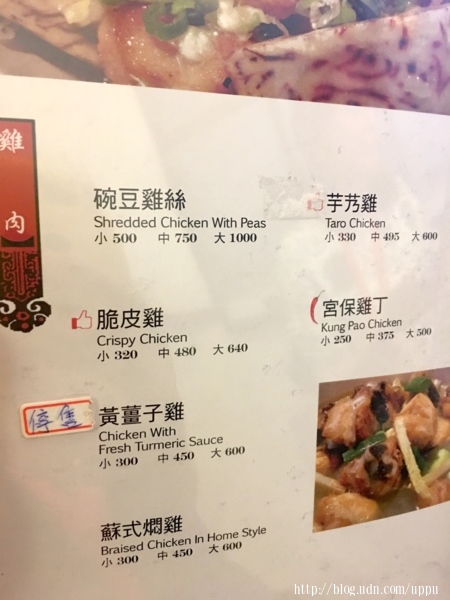 雞肉
碗豆雞絲
Shredded Chicken With Peas
小 500 中 750 大 1000
芋艿雞
Taro Chicken
小 330 中 495 大 600
脆皮雞
Crispy Chicken
小 320 中 480 大 640
宮保雞丁
Kung Pao Chicken
小 250 中 375 大 500
停售
黃薑子雞
Chicken With
Fresh Turmeric Sauce
小 300 中 450 大 600
蘇式燜雞
Braised Chicken In Home Style
小 300 中 450 大 600
http://blog.udn.com/uppu